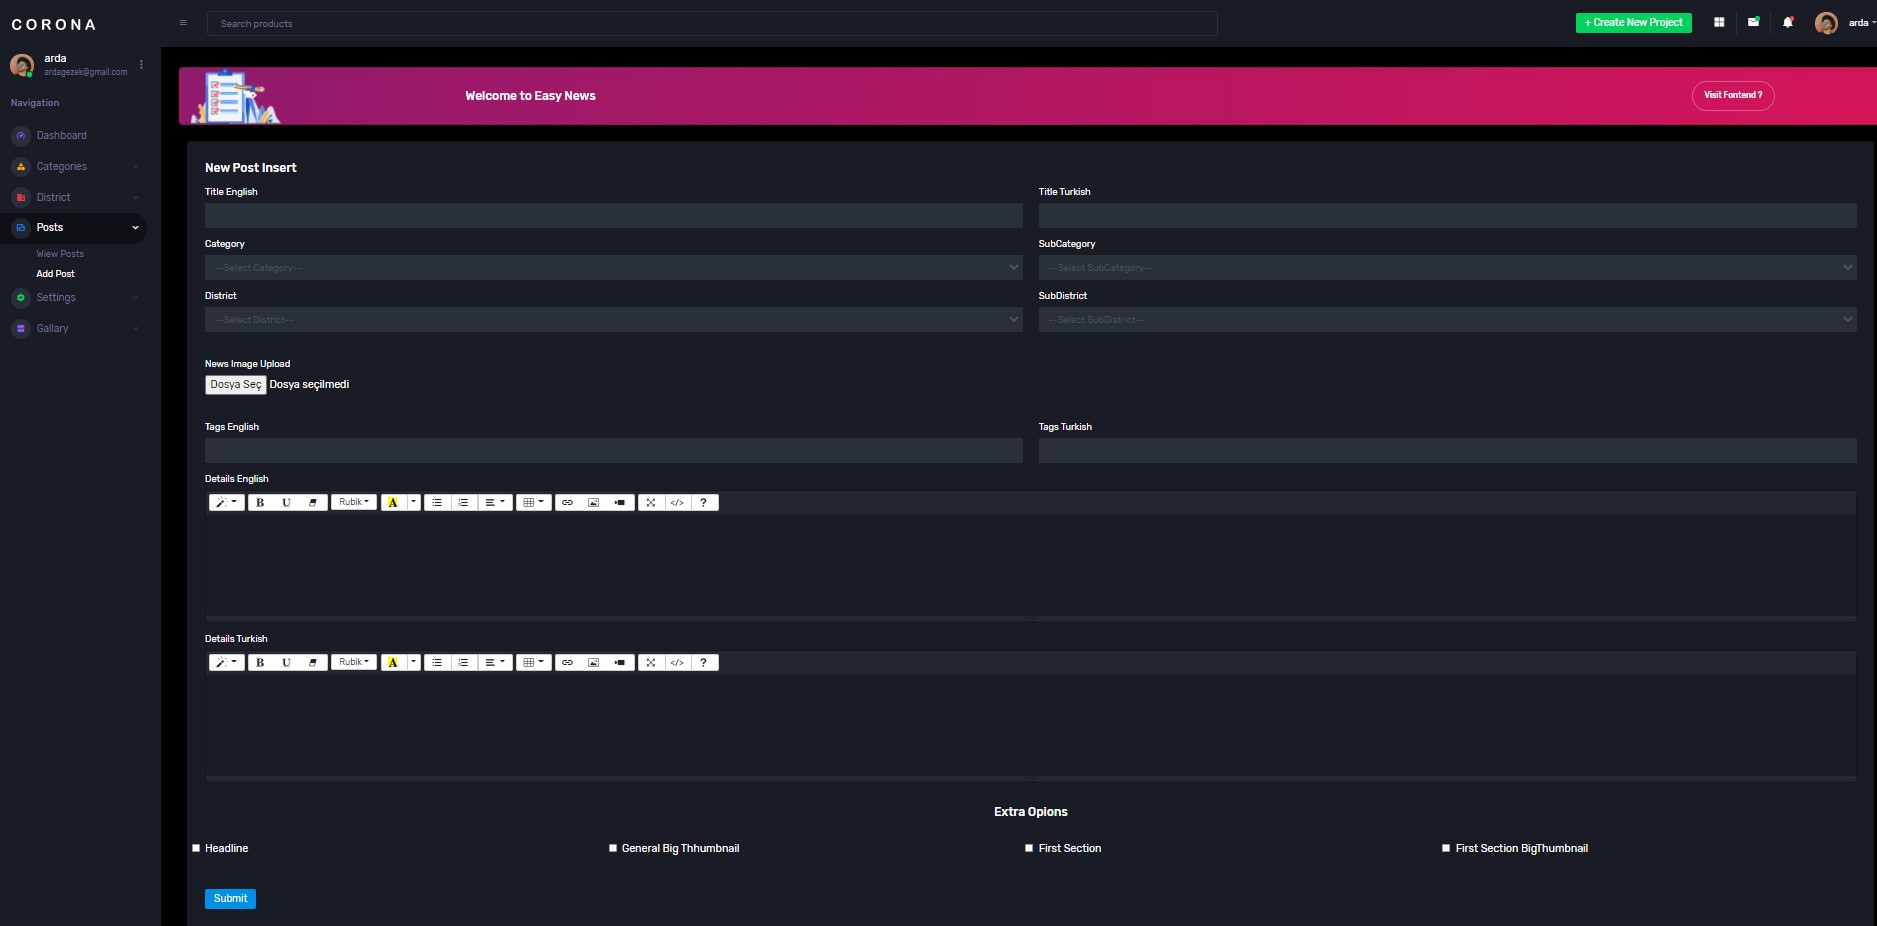 CORONA
Search products
+ Create New Project
arda
arda
ardagezek@gmail.com
Navigation
Dashboard
Categories
District
Posts
Wiew Posts
Add Post
Settings
Gallary
Welcome to Easy News
Visit Fontend ?
New Post Insert
Title English
Title Turkish
Category
SubCategory
--Select Category--
--Select SubCategory--
District
SubDistrict
--Select District--
--Select SubDistrict--
News Image Upload
Dosya Seç Dosya seçilmedi
Tags English
Tags Turkish
Details English
B U Rubik A </> ?
Details Turkish
B U Rubik A </> ?
Extra Opions
Headline
General Big Thhumbnail
First Section
First Section BigThumbnail
Submit